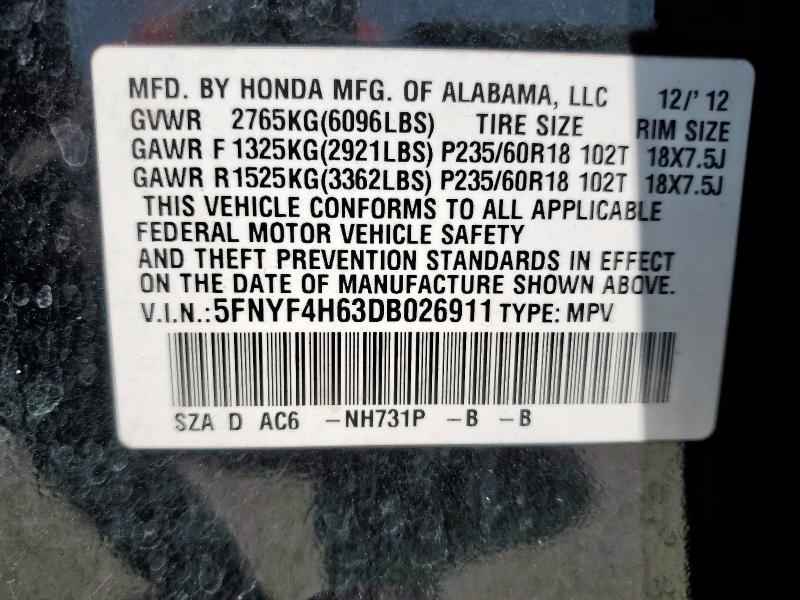 MFD. BY HONDA MFG. OF ALABAMA, LLC 12/'12
GVWR 2765KG(6096LBS) TIRE SIZE RIM SIZE
GAWR F 1325KG(2921LBS) P235/60R18 102T 18X7.5J
GAWR R1525KG(3362LBS) P235/60R18 102T 18X7.5J
THIS VEHICLE CONFORMS TO ALL APPLICABLE
FEDERAL MOTOR VEHICLE SAFETY
AND THEFT PREVENTION STANDARDS IN EFFECT
ON THE DATE OF MANUFACTURE SHOWN ABOVE.
V.I.N.:5FNYF4H63DB026911 TYPE: MPV
SZA D AC6 -NH731P -B -B